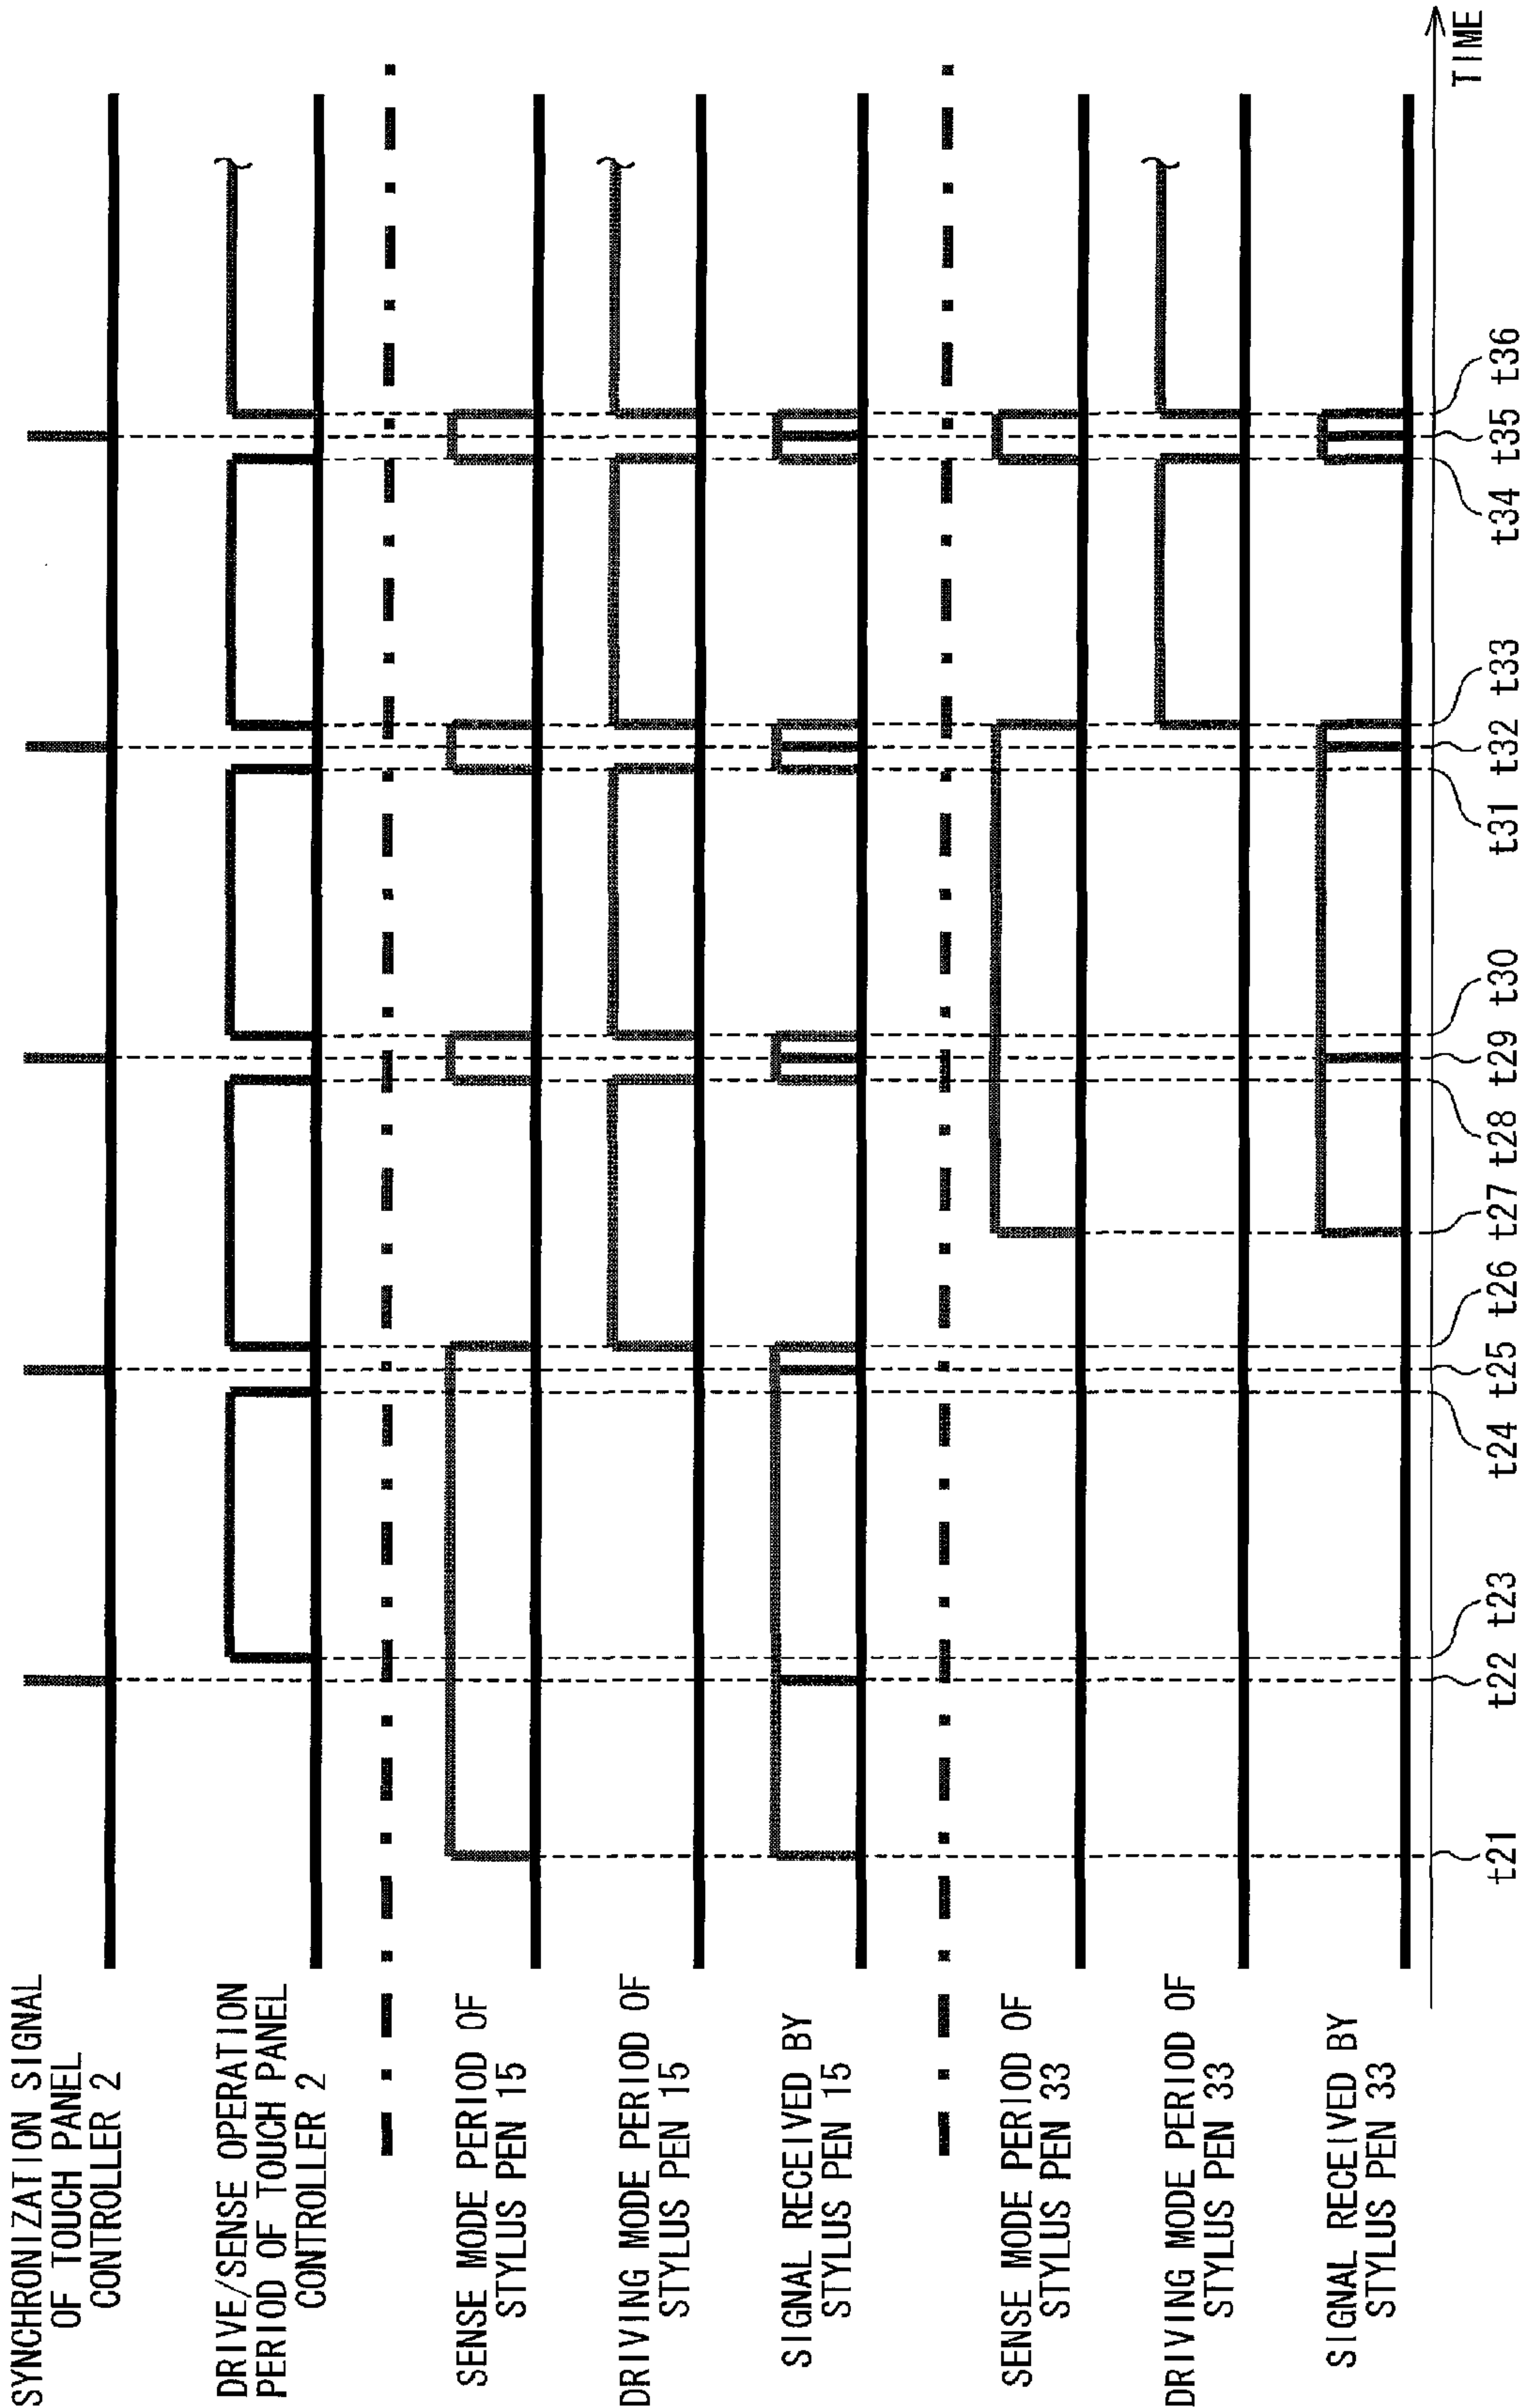 SYNCHRONIZATION SIGNAL
OF TOUCH PANEL
CONTROLLER 2
DRIVE/SENSE OPERATION
PERIOD OF TOUCH PANEL
CONTROLLER 2
SENSE MODE PERIOD OF
STYLUS PEN 15
DRIVING MODE PERIOD OF
STYLUS PEN 15
SIGNAL RECEIVED BY
STYLUS PEN 15
SENSE MODE PERIOD OF
STYLUS PEN 33
DRIVING MODE PERIOD OF
STYLUS PEN 33
SIGNAL RECEIVED BY
STYLUS PEN 33
t21 t22 t23 t24 t25 t26 t27 t28 t29 t30 t31 t32 t33 t34 t35 t36
TIME